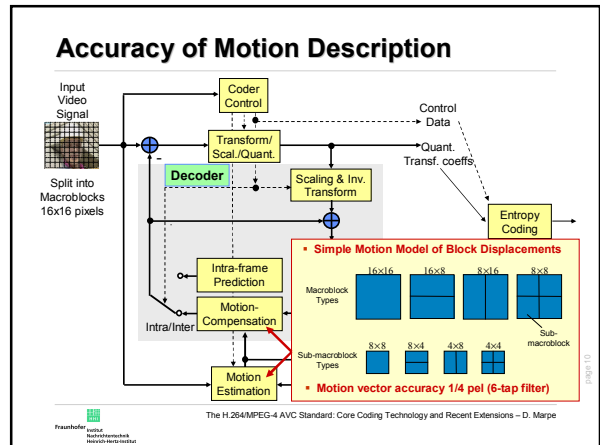 Accuracy of Motion Description
Input
Video
Signal
Split into
Macroblocks
16x16 pixels
Coder
Control
Control
Data
-
Transform/
Scal./Quant.
Quant.
Transf. coeffs
Decoder
Scaling & Inv.
Transform
Entropy
Coding
Intra-frame
Prediction
Motion-
Compensation
Intra/Inter
Motion
Estimation
▪ Simple Motion Model of Block Displacements
Macroblock
Types
16×16
16×8
8×16
8×8
Sub-
macroblock
Sub-macroblock
Types
8×8
8×4
4×8
4×4
▪ Motion vector accuracy 1/4 pel (6-tap filter)
page 10
Fraunhofer
Institut
Nachrichtentechnik
Heinrich-Hertz-Institut
The H.264/MPEG-4 AVC Standard: Core Coding Technology and Recent Extensions – D. Marpe